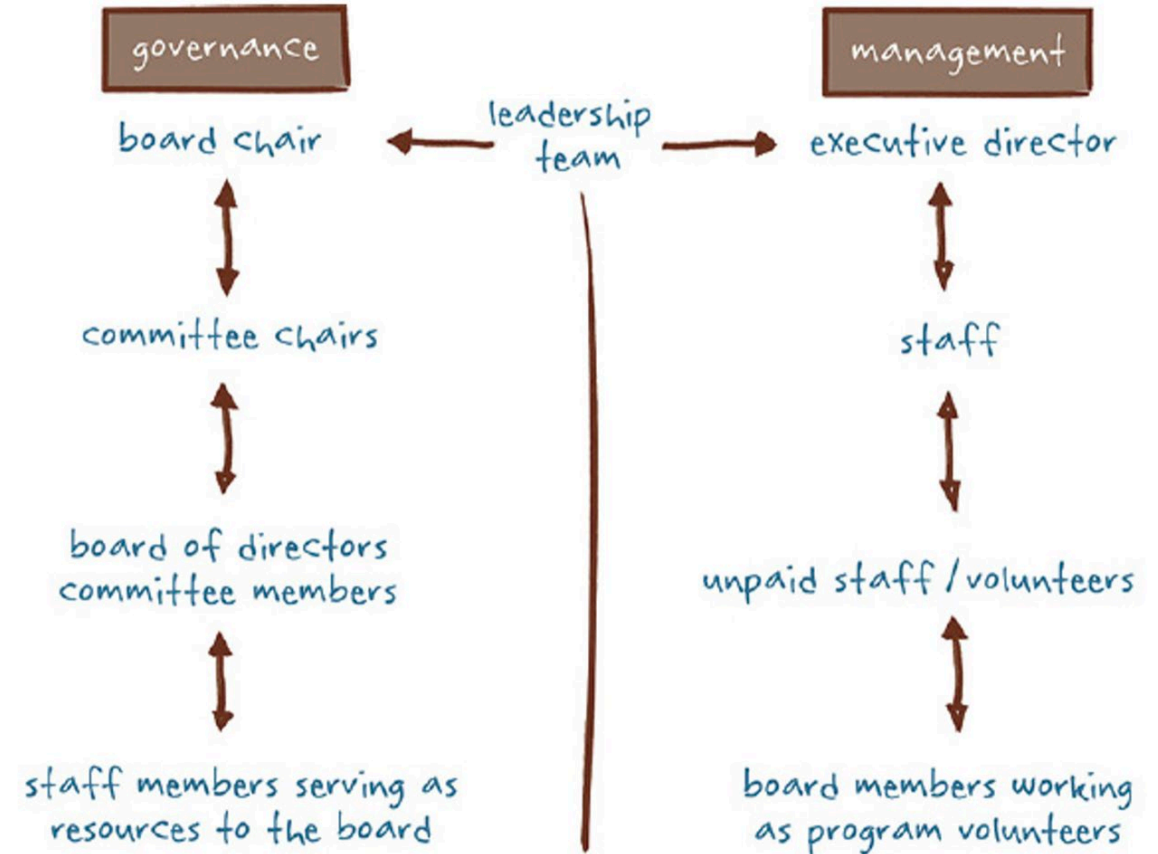 governance
management
leadership
team
board chair
executive director
committee chairs
staff
board of directors
committee members
unpaid staff / volunteers
staff members serving as
resources to the board
board members working
as program volunteers